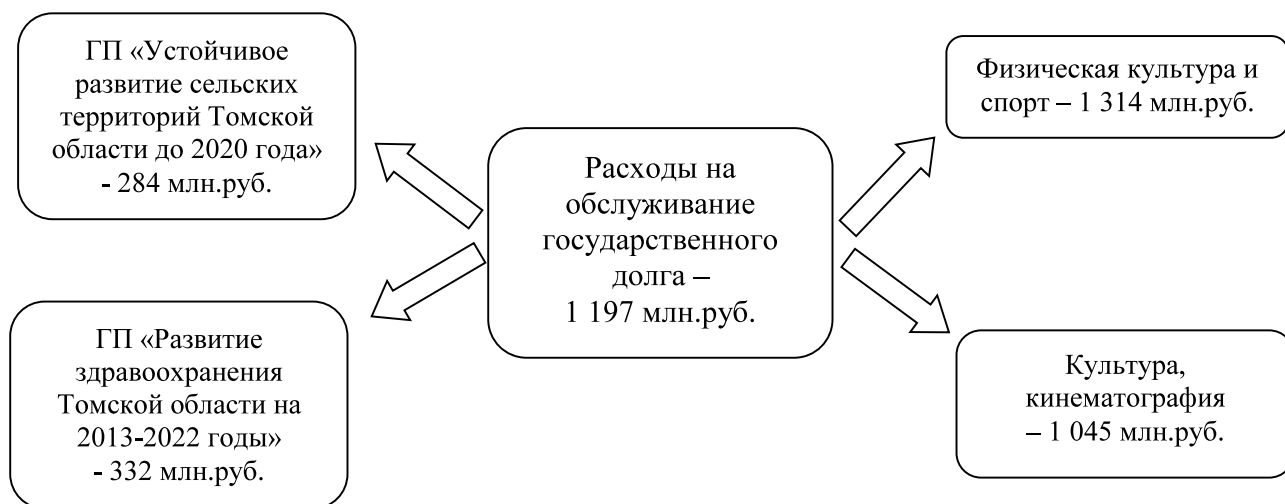 ГП «Устойчивое
развитие сельских
территорий Томской
области до 2020 года»
- 284 млн.руб.
ГП «Развитие
здравоохранения
Томской области на
2013-2022 годы»
- 332 млн.руб.
Расходы на
обслуживание
государственного
долга –
1 197 млн.руб.
Физическая культура и
спорт – 1 314 млн.руб.
Культура,
кинематография
– 1 045 млн.руб.